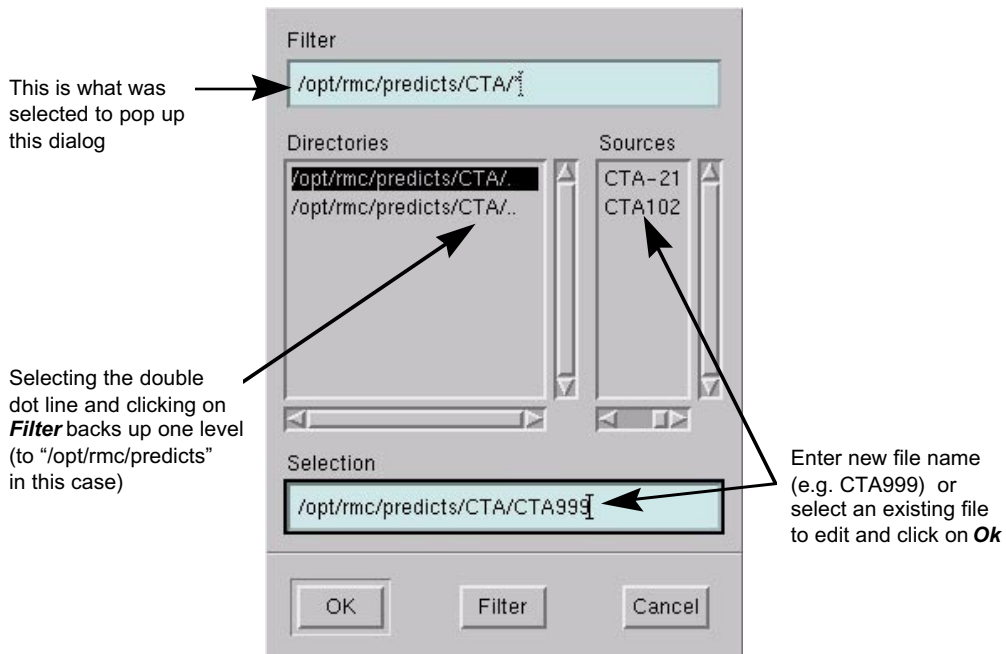 Filter
/opt/rmc/predicts/CTA/*
This is what was
selected to pop up
this dialog
Directories
/opt/rmc/predicts/CTA/.
/opt/rmc/predicts/CTA/..
Sources
CTA-21
CTA102
Selecting the double
dot line and clicking on
Filter backs up one level
(to “/opt/rmc/predicts”
in this case)
Selection
/opt/rmc/predicts/CTA/CTA999
Enter new file name
(e.g. CTA999) or
select an existing file
to edit and click on Ok
OK
Filter
Cancel